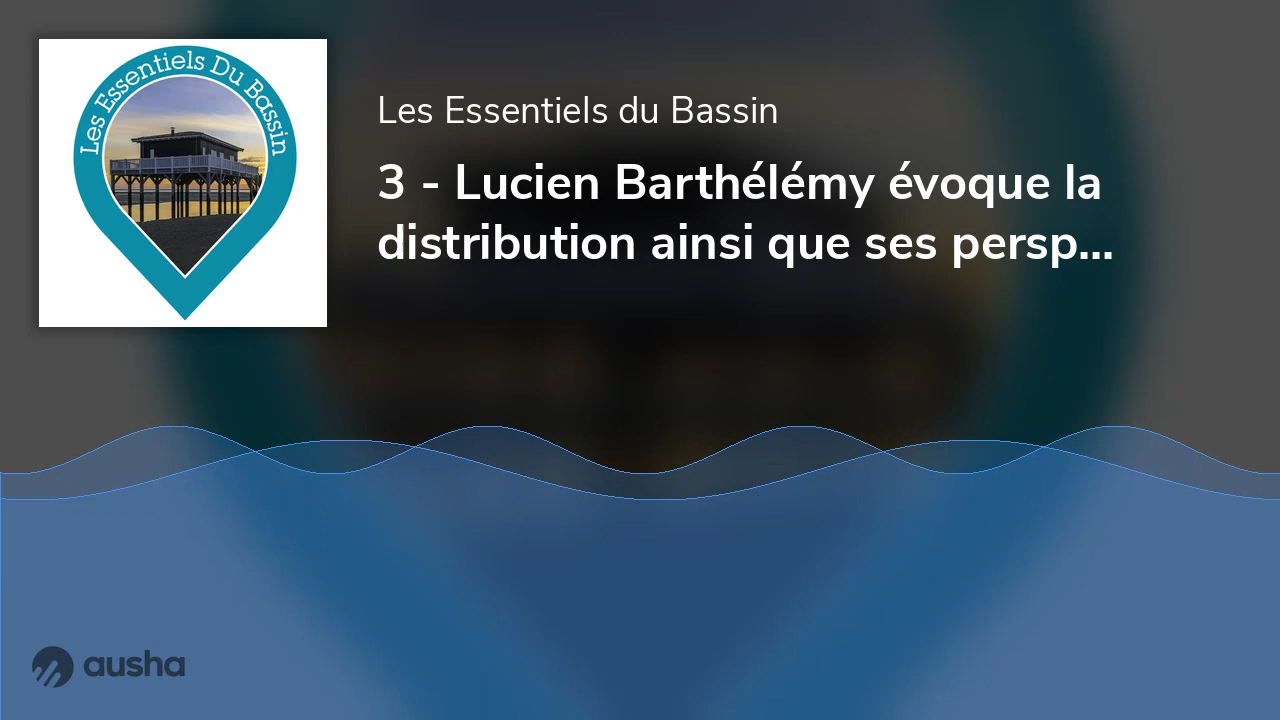 Les Essentiels Du Bassin
Les Essentiels du Bassin
3 - Lucien Barthélémy évoque la
distribution ainsi que ses persp...
ausha